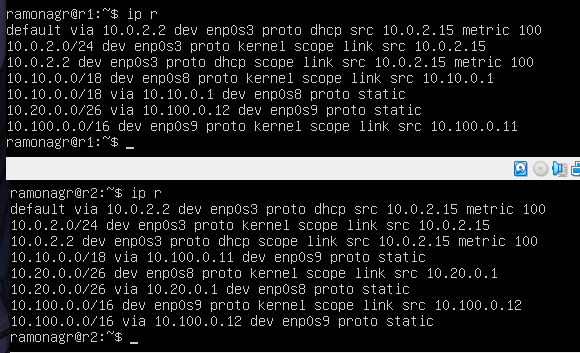 ramonagr@r1:~$ ip r
default via 10.0.2.2 dev enp0s3 proto dhcp src 10.0.2.15 metric 100
10.0.2.0/24 dev enp0s3 proto kernel scope link src 10.0.2.15
10.0.2.2 dev enp0s3 proto dhcp scope link src 10.0.2.15 metric 100
10.10.0.0/18 dev enp0s8 proto kernel scope link src 10.10.0.1
10.10.0.0/18 via 10.10.0.1 dev enp0s8 proto static
10.20.0.0/26 via 10.100.0.12 dev enp0s9 proto static
10.100.0.0/16 dev enp0s9 proto kernel scope link src 10.100.0.11
ramonagr@r1:~$ _
ramonagr@r2:~$ ip r
default via 10.0.2.2 dev enp0s3 proto dhcp src 10.0.2.15 metric 100
10.0.2.0/24 dev enp0s3 proto kernel scope link src 10.0.2.15
10.0.2.2 dev enp0s3 proto dhcp scope link src 10.0.2.15 metric 100
10.10.0.0/18 via 10.100.0.11 dev enp0s9 proto static
10.20.0.0/26 dev enp0s8 proto kernel scope link src 10.20.0.1
10.20.0.0/26 via 10.20.0.1 dev enp0s8 proto static
10.100.0.0/16 dev enp0s9 proto kernel scope link src 10.100.0.12
10.100.0.0/16 via 10.100.0.12 dev enp0s9 proto static
ramonagr@r2:~$ _